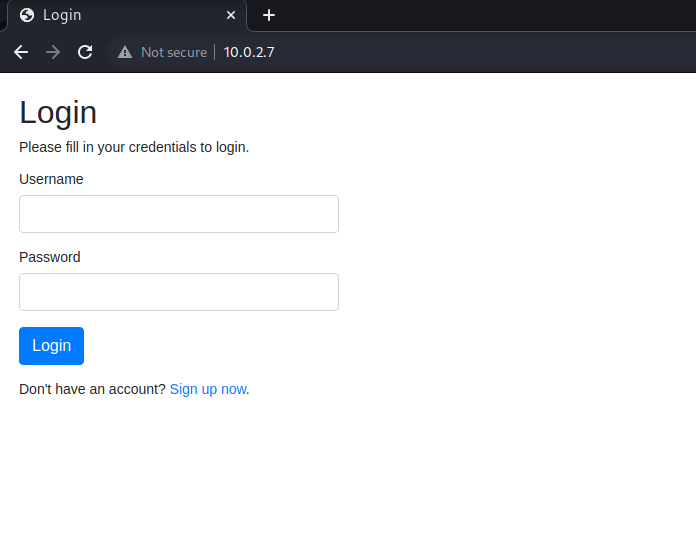 Login
Not secure 10.0.2.7
Login
Please fill in your credentials to login.
Username
Password
Login
Don't have an account? Sign up now.